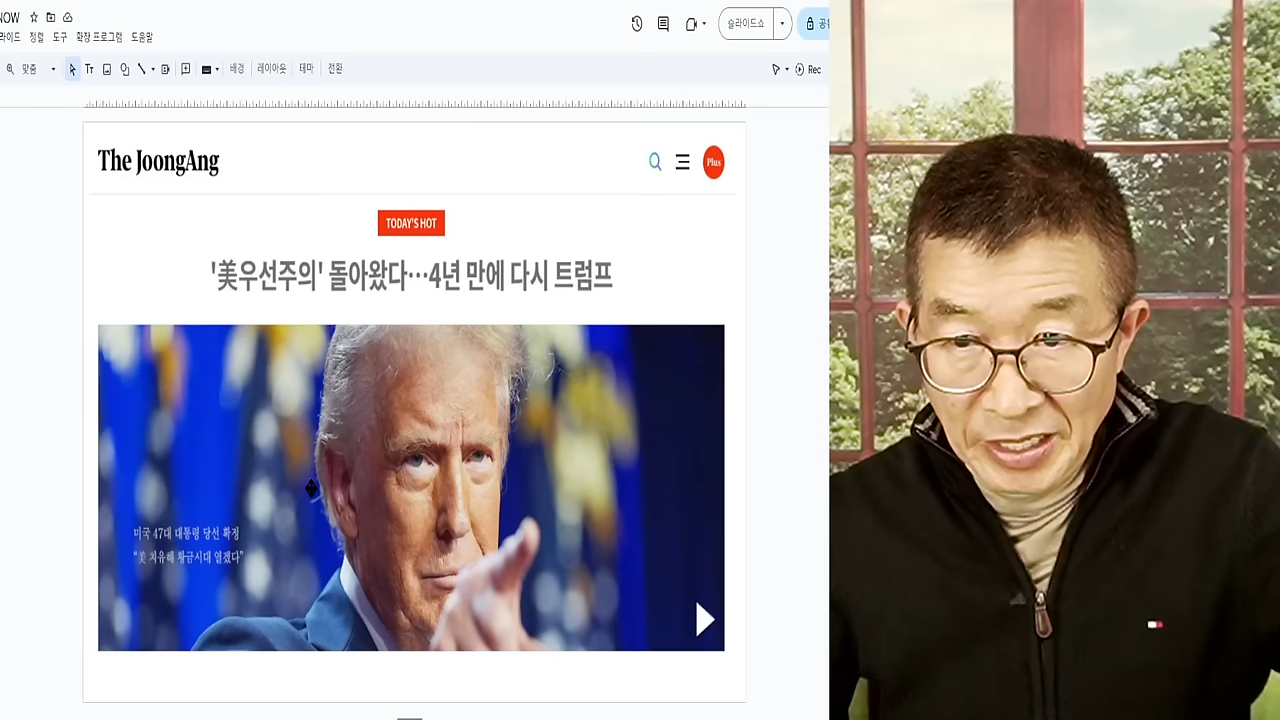 NOW
라이드 정렬 도구 확장 프로그램 도움말
슬라이드쇼
공유
맞춤
Tт
배경 레이아웃 테마 전환
Rec
The JoongAng
Plus
TODAY'S HOT
'美우선주의' 돌아왔다…4년 만에 다시 트럼프
미국 47대 대통령 당선 확정
“美 치유해 황금시대 열겠다”